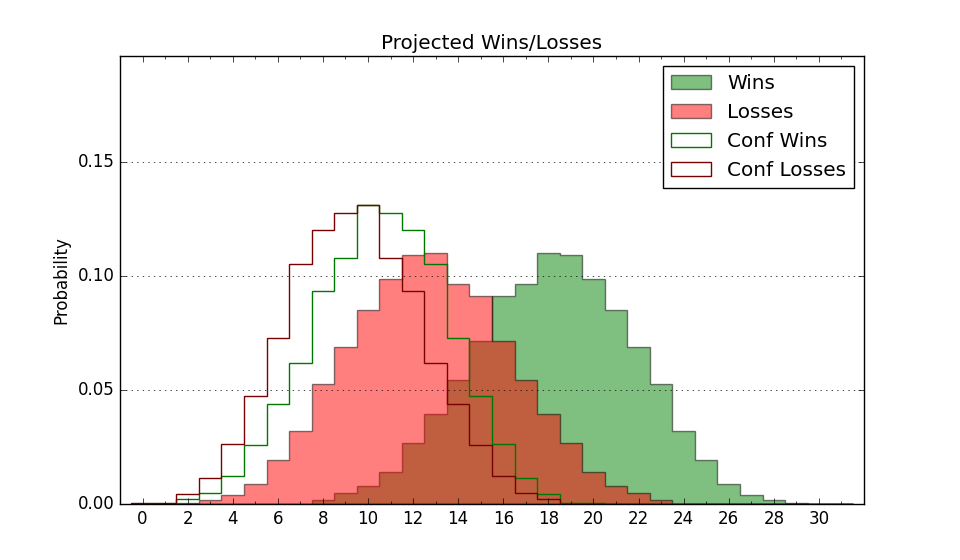 Projected Wins/Losses
Wins
Losses
Conf Wins
Conf Losses
Probability
0.15
0.10
0.05
0.00
0 2 4 6 8 10 12 14 16 18 20 22 24 26 28 30